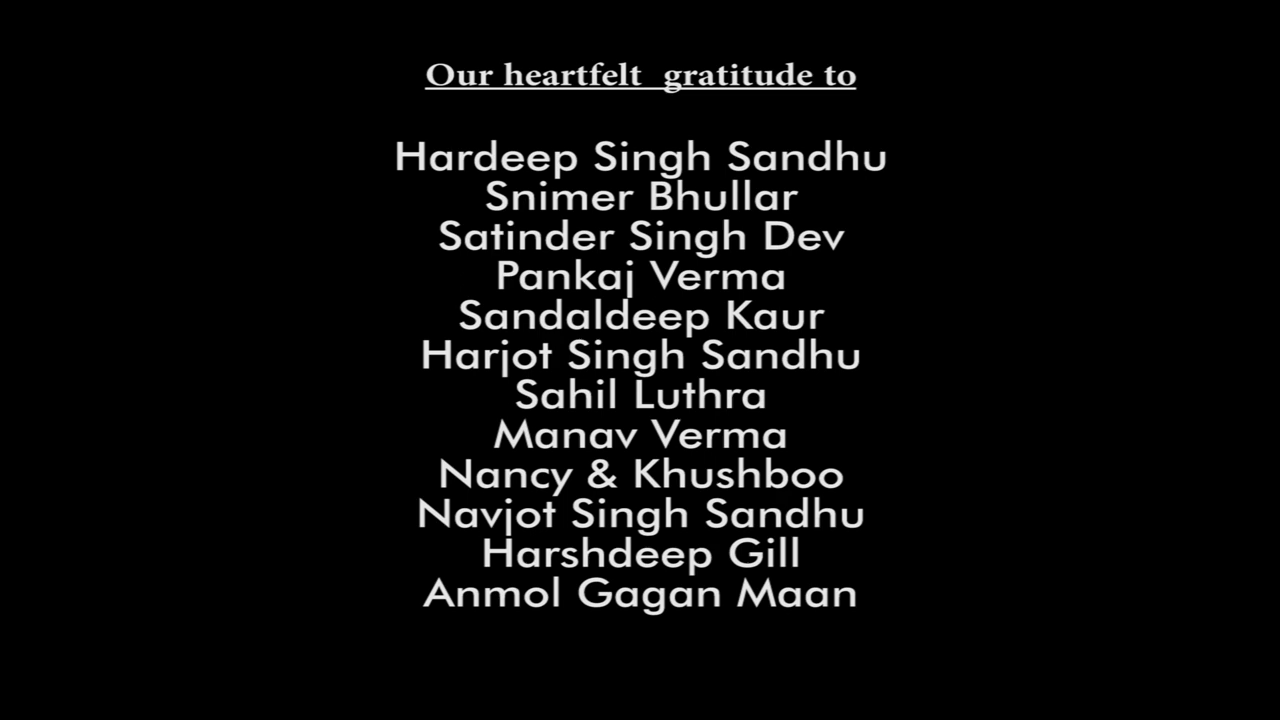 Our heartfelt  gratitude to
Hardeep Singh Sandhu
Snimer Bhullar
Satinder Singh Dev
Pankaj Verma
Sandaldeep Kaur
Harjot Singh Sandhu
Sahil Luthra
Manav Verma
Nancy & Khushboo
Navjot Singh Sandhu
Harshdeep Gill
Anmol Gagan Maan